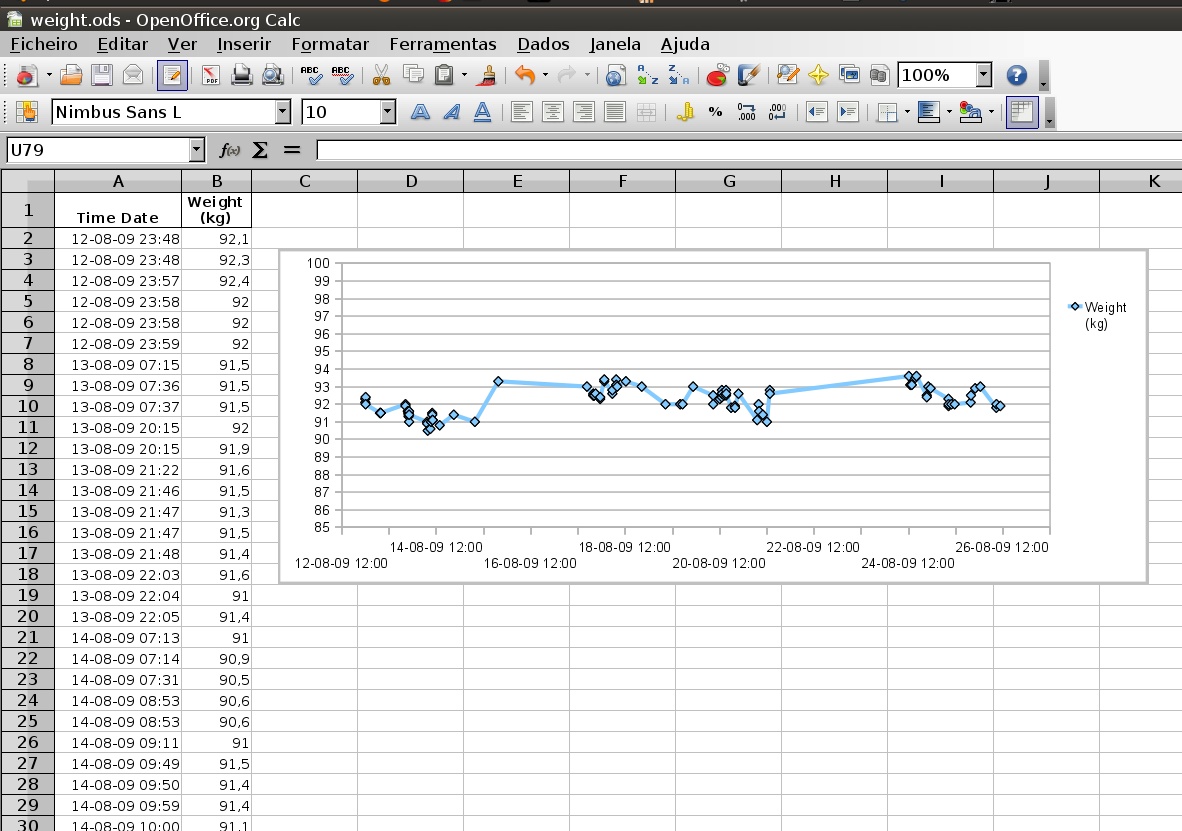 weight.ods - OpenOffice.org Calc
Ficheiro Editar Ver Inserir Formatar Ferramentas Dados Janela Ajuda
PDF ABC ABC A Z Z A 100% ?
Nimbus Sans L 10 A A A % .000 .000
U79 f(x) Σ =
A B C D E F G H I J K
1 Time Date Weight
(kg)
2 12-08-09 23:48 92,1
3 12-08-09 23:48 92,3
4 12-08-09 23:57 92,4
5 12-08-09 23:58 92
6 12-08-09 23:58 92
7 12-08-09 23:59 92
8 13-08-09 07:15 91,5
9 13-08-09 07:36 91,5
10 13-08-09 07:37 91,5
11 13-08-09 20:15 92
12 13-08-09 20:15 91,9
13 13-08-09 21:22 91,6
14 13-08-09 21:46 91,5
15 13-08-09 21:47 91,3
16 13-08-09 21:47 91,5
17 13-08-09 21:48 91,4
18 13-08-09 22:03 91,6
19 13-08-09 22:04 91
20 13-08-09 22:05 91,4
21 14-08-09 07:13 91
22 14-08-09 07:14 90,9
23 14-08-09 07:31 90,5
24 14-08-09 08:53 90,6
25 14-08-09 08:53 90,6
26 14-08-09 09:11 91
27 14-08-09 09:49 91,5
28 14-08-09 09:50 91,4
29 14-08-09 09:59 91,4
30 14-08-09 10:00 91,1
100
99
98
97
96
95
94
93
92
91
90
89
88
87
86
85
14-08-09 12:00 18-08-09 12:00 22-08-09 12:00 26-08-09 12:00
12-08-09 12:00 16-08-09 12:00 20-08-09 12:00 24-08-09 12:00
Weight
(kg)